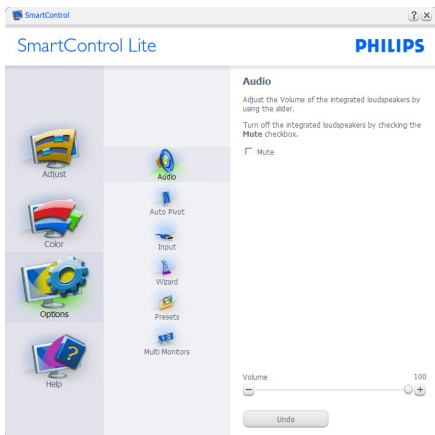 SmartControl
SmartControl Lite
PHILIPS
Adjust
Color
Options
Help
Audio
Auto Pivot
Input
Wizard
Presets
Multi Monitors
Audio
Adjust the Volume of the integrated loudspeakers by
using the slider.
Turn off the integrated loudspeakers by checking the
Mute checkbox.
Mute
Volume 100
Undo